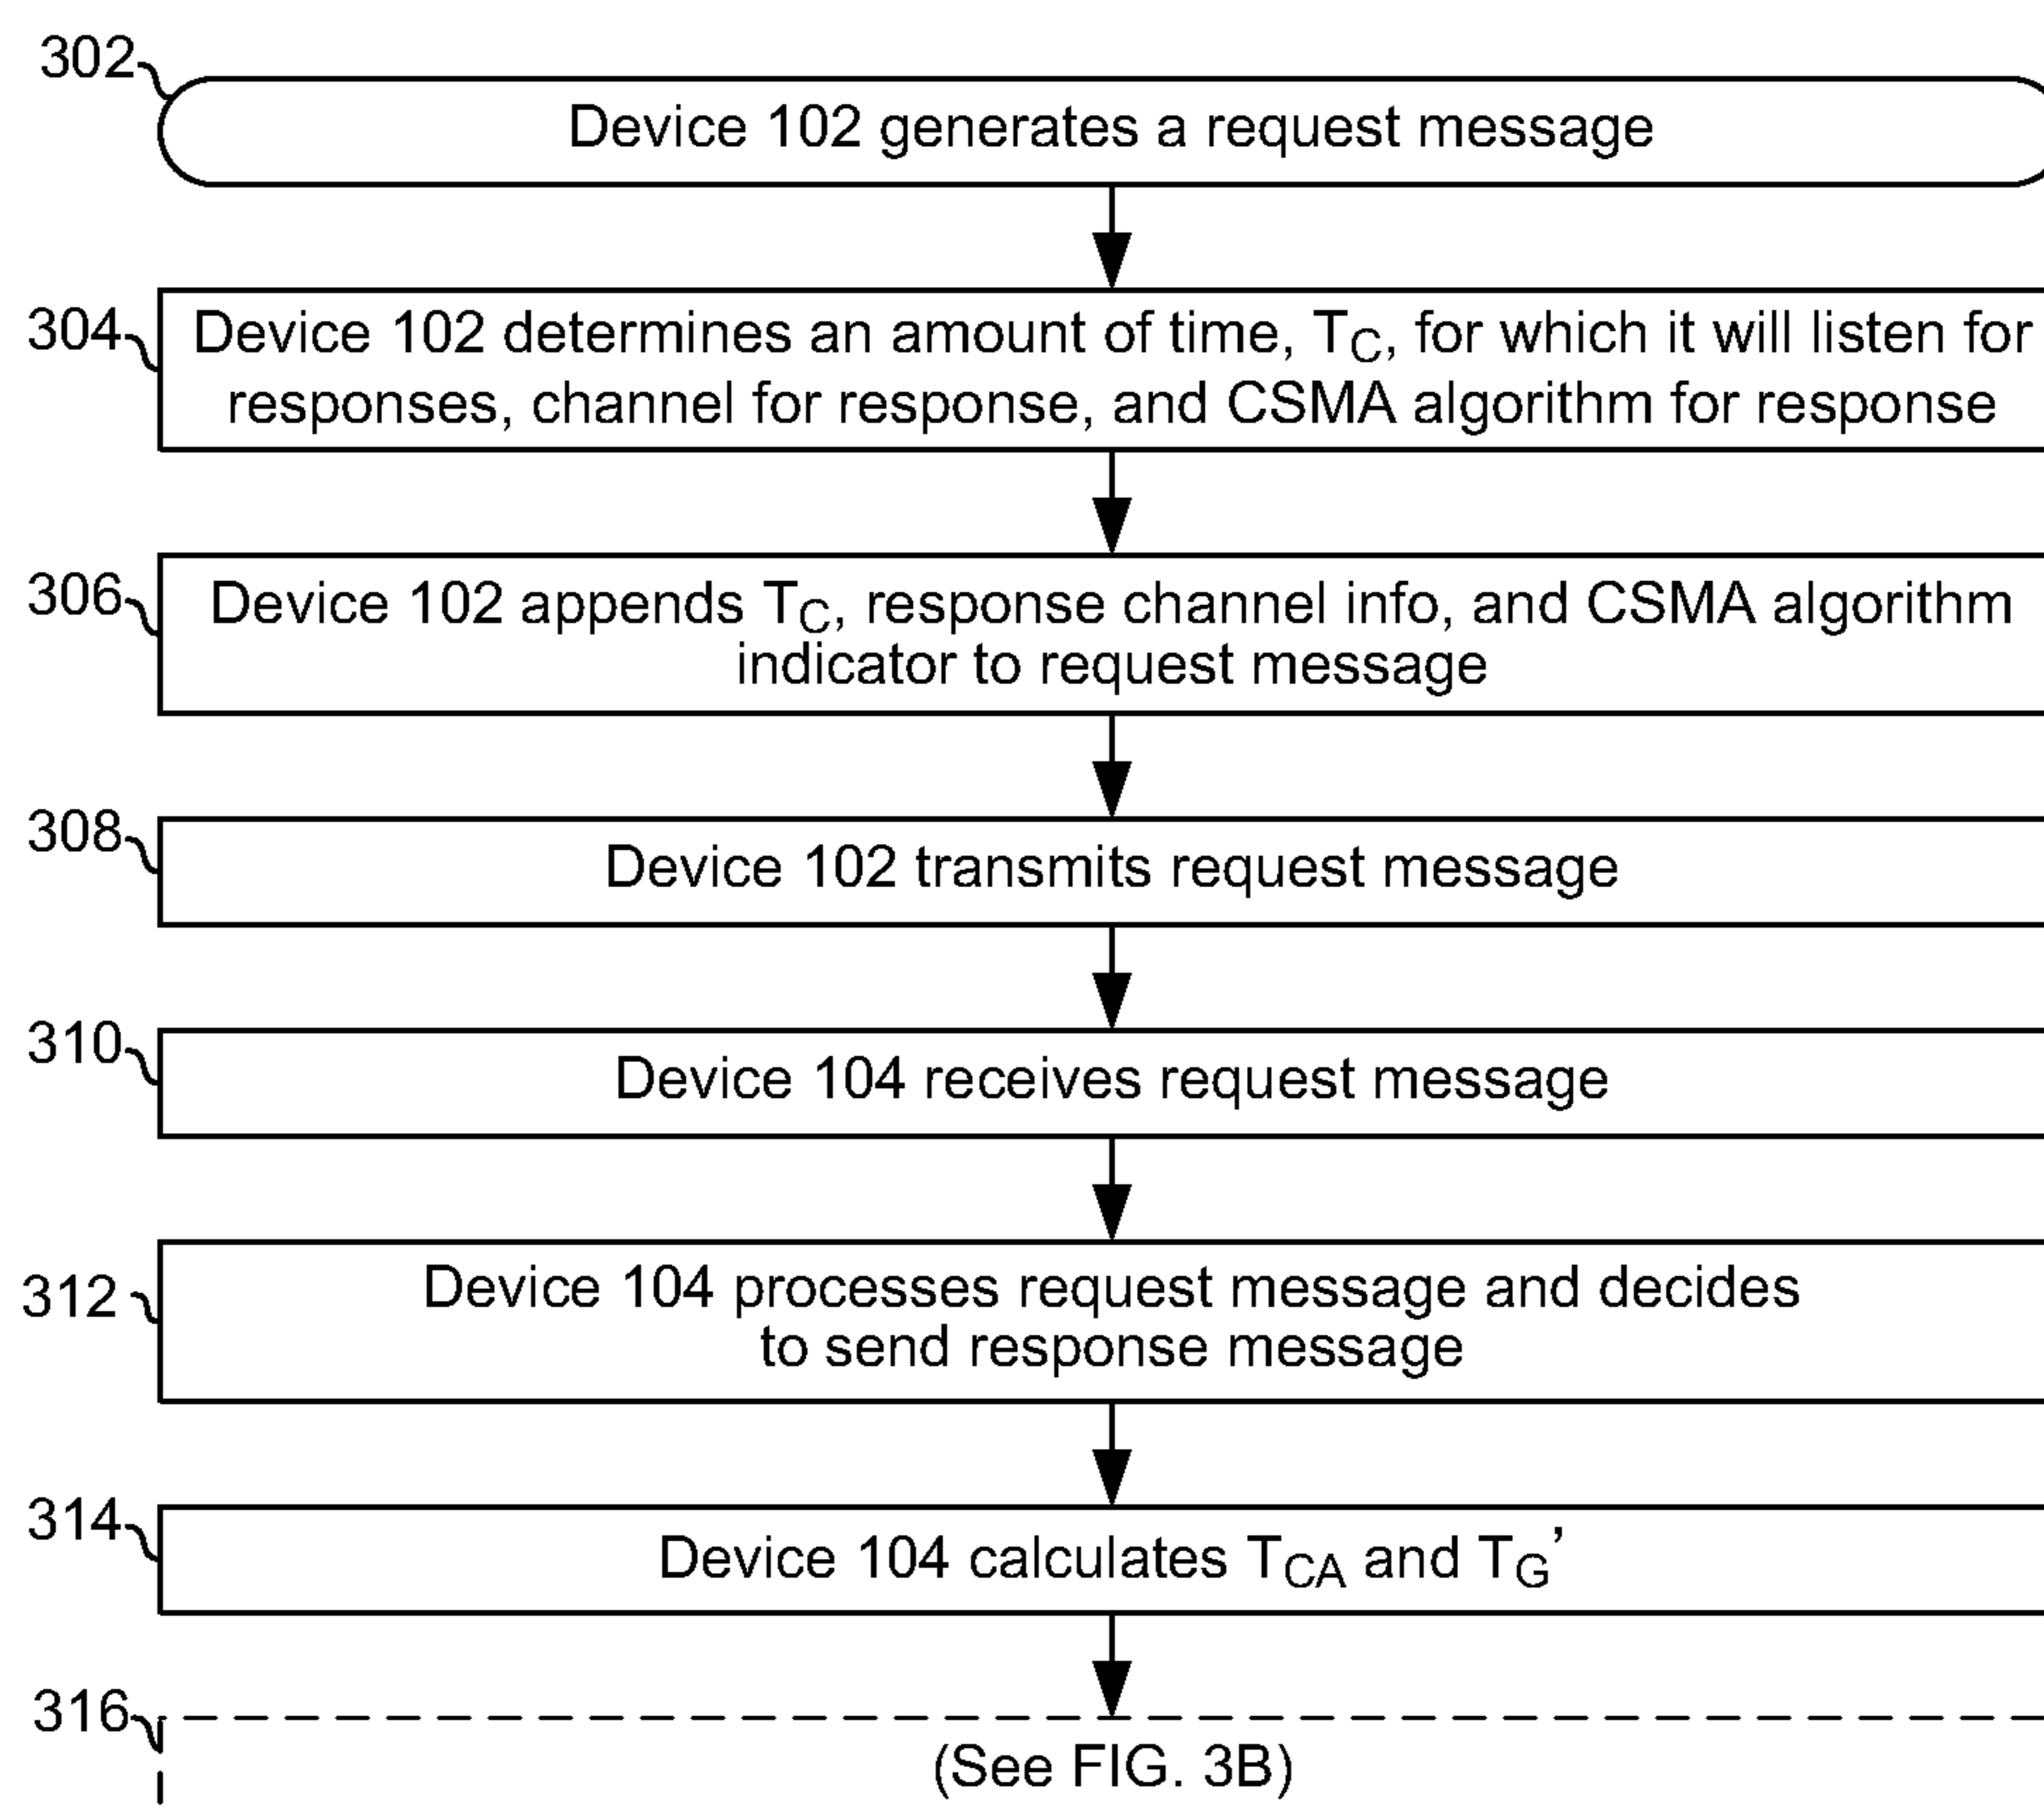 302
Device 102 generates a request message
304
Device 102 determines an amount of time, TC, for which it will listen for
responses, channel for response, and CSMA algorithm for response
306
Device 102 appends TC, response channel info, and CSMA algorithm
indicator to request message
308
Device 102 transmits request message
310
Device 104 receives request message
312
Device 104 processes request message and decides
to send response message
314
Device 104 calculates TCA and TG’
316
(See FIG. 3B)